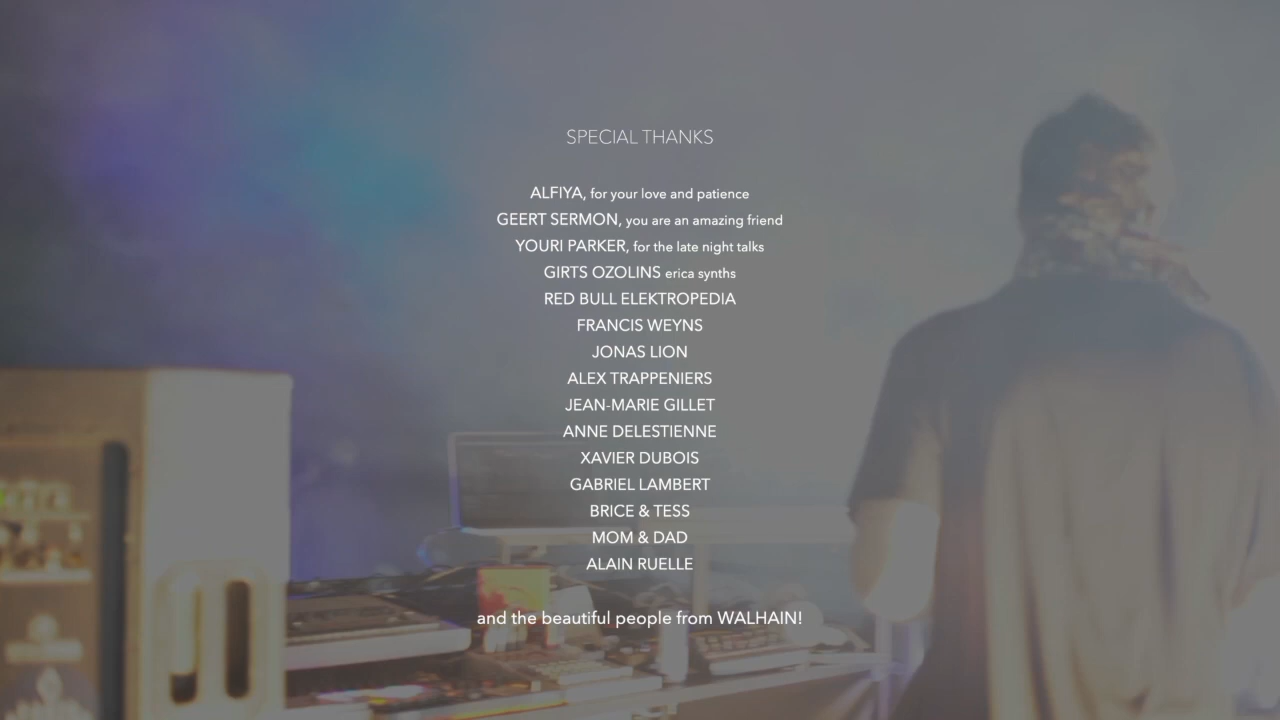 SPECIAL THANKS
ALFIYA, for your love and patience
GEERT SERMON, you are an amazing friend
YOURI PARKER, for the late night talks
GIRTS OZOLINS erica synths
RED BULL ELEKTROPEDIA
FRANCIS WEYNS
JONAS LION
ALEX TRAPPENIERS
JEAN-MARIE GILLET
ANNE DELESTIENNE
XAVIER DUBOIS
GABRIEL LAMBERT
BRICE & TESS
MOM & DAD
ALAIN RUELLE
and the beautiful people from WALHAIN!